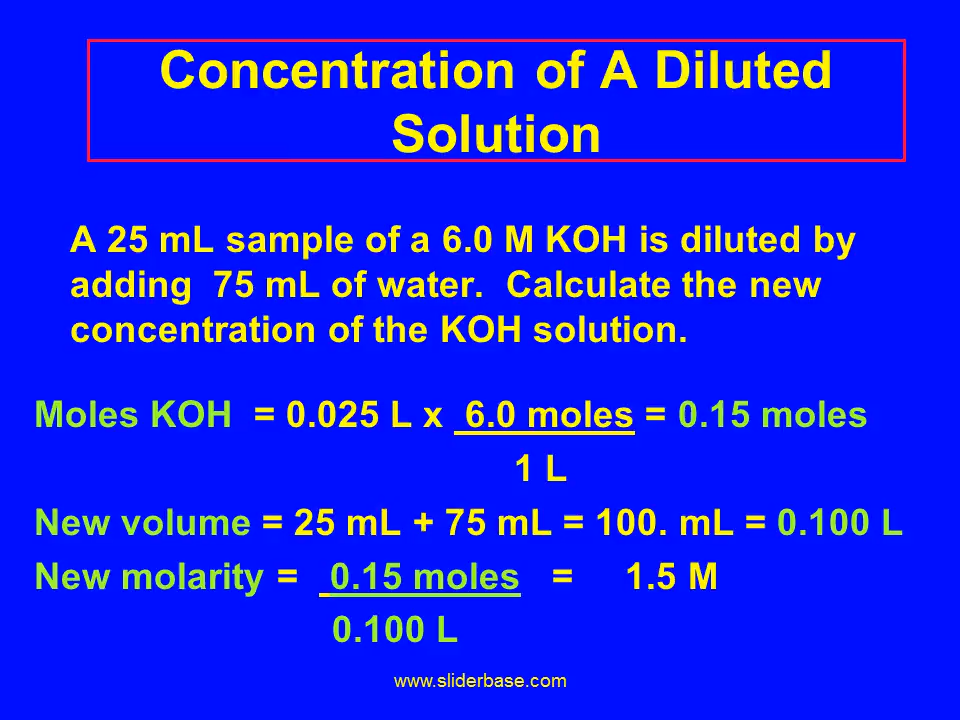 Concentration of A Diluted
Solution
A 25 mL sample of a 6.0 M KOH is diluted by
adding  75 mL of water.  Calculate the new
concentration of the KOH solution.
Moles KOH  = 0.025 L x  6.0 moles = 0.15 moles
1 L
New volume = 25 mL + 75 mL = 100. mL = 0.100 L
New molarity =   0.15 moles   =     1.5 M
0.100 L
www.sliderbase.com